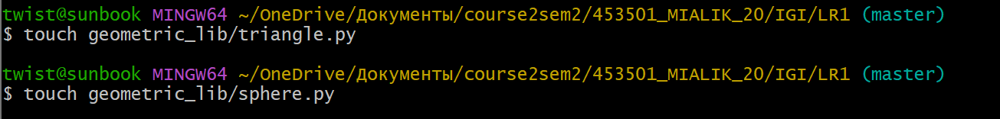 twist@sunbook MINGW64 ~/OneDrive/Документы/course2sem2/453501_MIALIK_20/IGI/LR1 (master)
$ touch geometric_lib/triangle.py
twist@sunbook MINGW64 ~/OneDrive/Документы/course2sem2/453501_MIALIK_20/IGI/LR1 (master)
$ touch geometric_lib/sphere.py